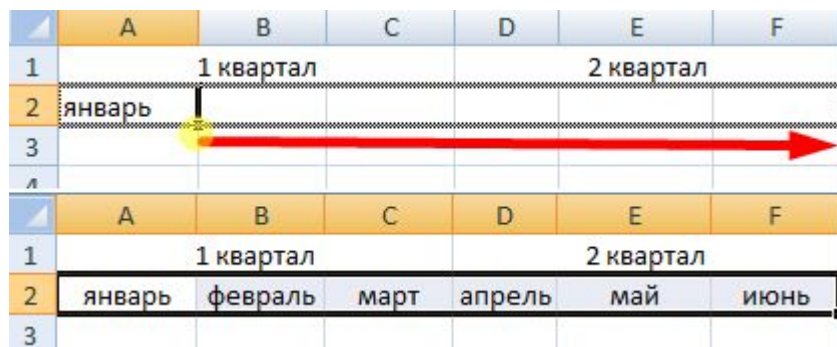 A B C D E F
1 1 квартал 2 квартал
2 январь
3
4
A B C D E F
1 1 квартал 2 квартал
2 январь февраль март апрель май июнь
3